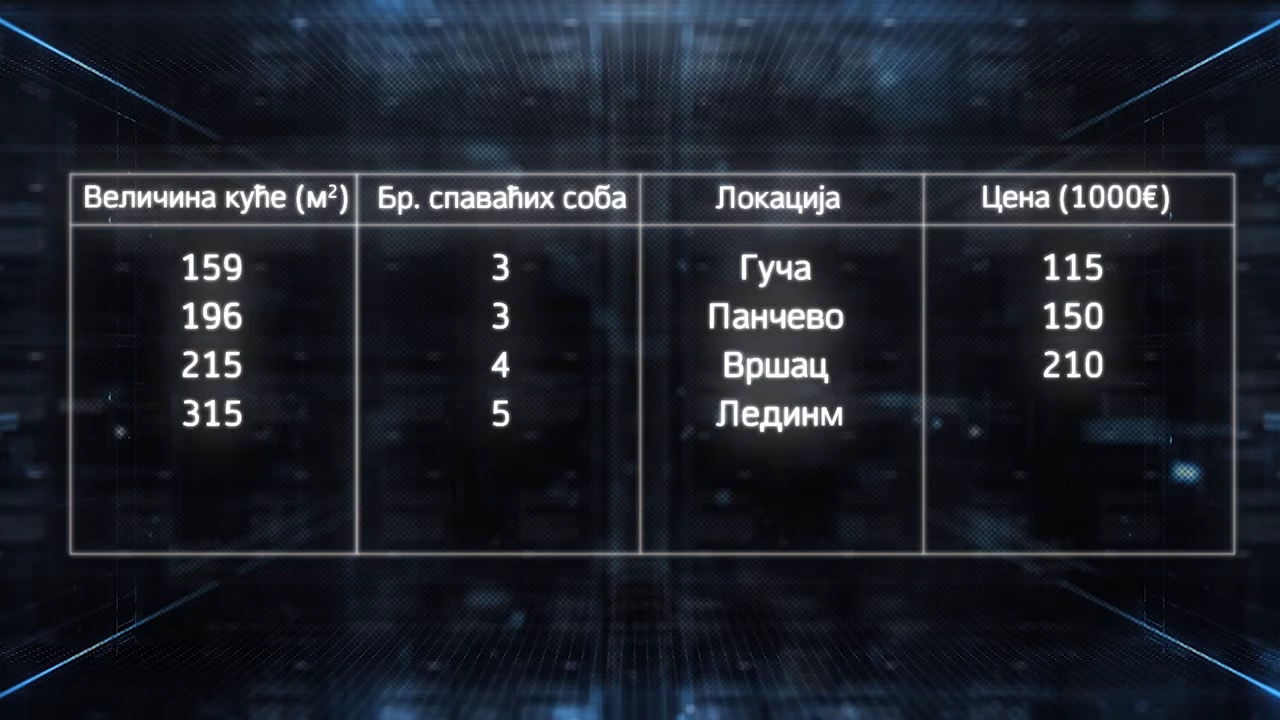 Величина куће (м²) Бр. спаваћих соба Локација Цена (1000€)
159 3 Гуча 115
196 3 Панчево 150
215 4 Вршац 210
315 5 Лединм